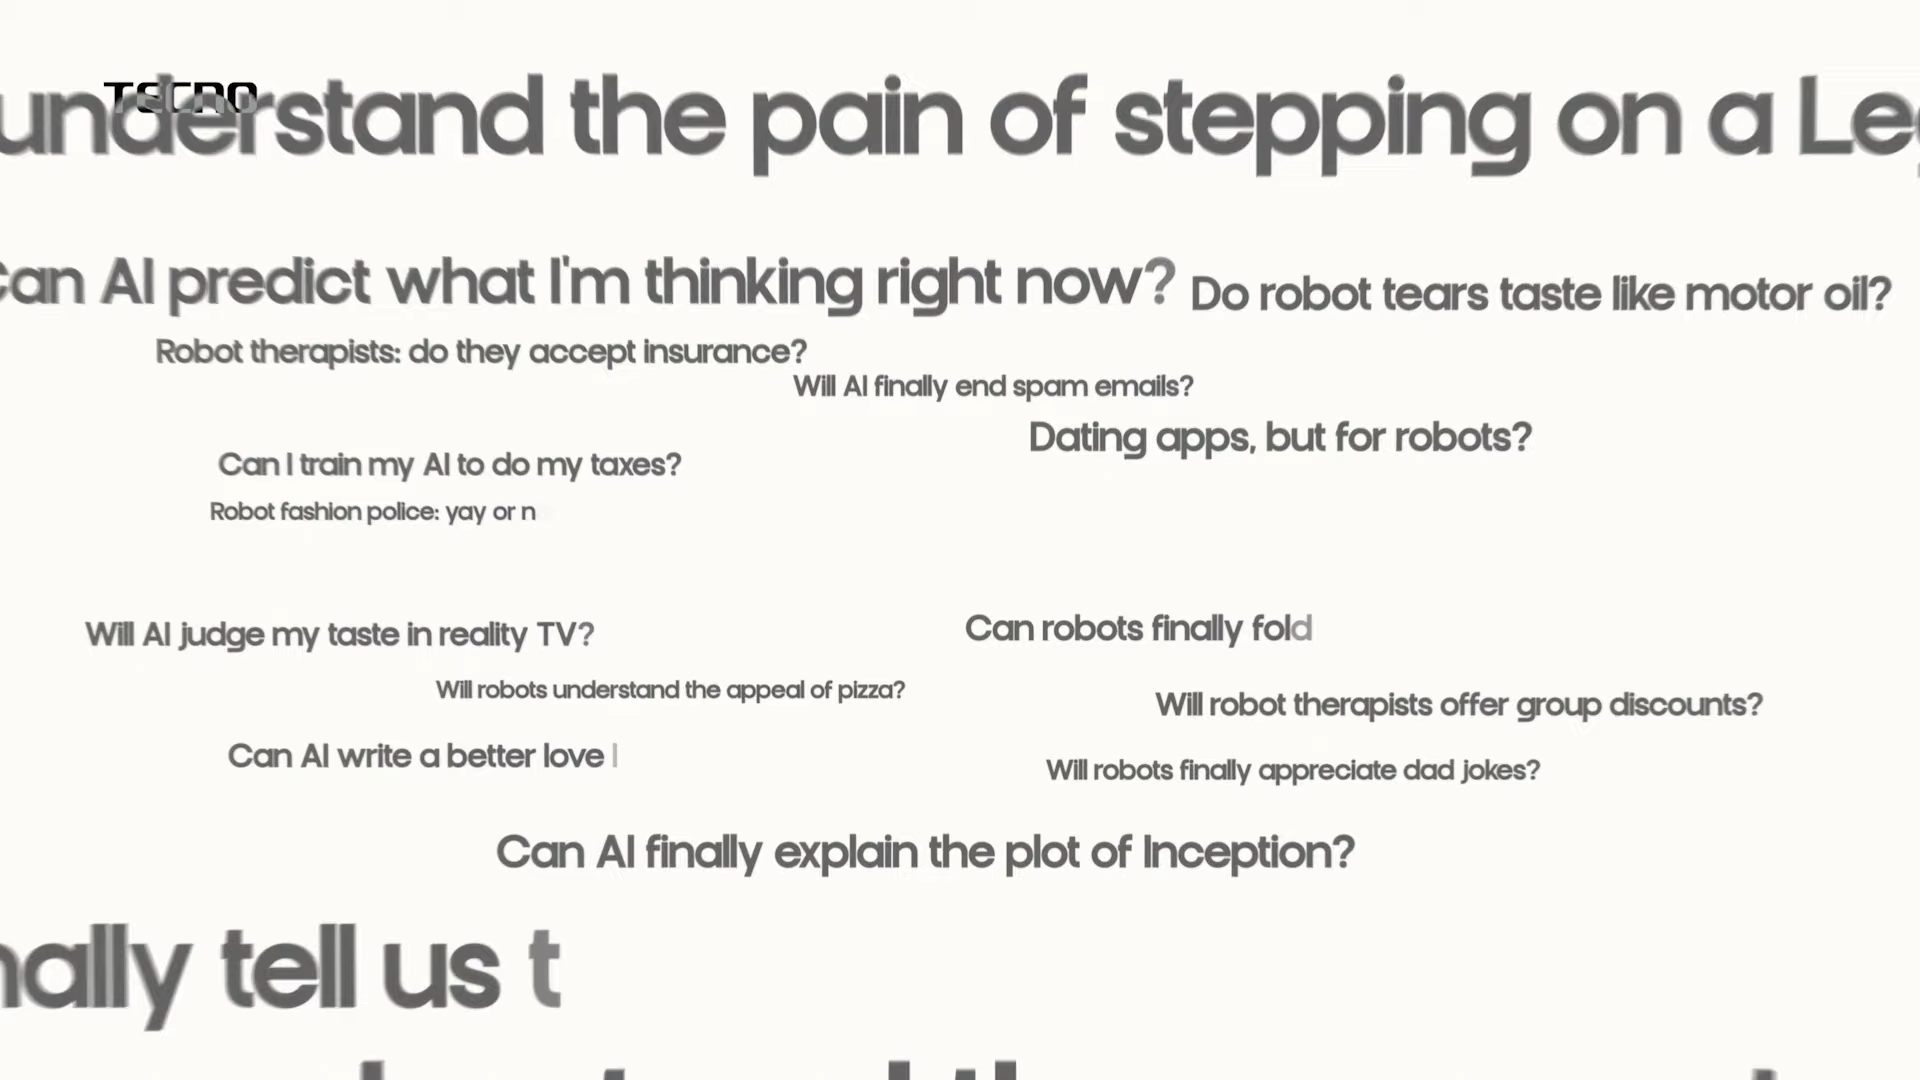 TECNO
understand the pain of stepping on a Leg
Can AI predict what I'm thinking right now?
Do robot tears taste like motor oil?
Robot therapists: do they accept insurance?
Will AI finally end spam emails?
Dating apps, but for robots?
Can I train my AI to do my taxes?
Robot fashion police: yay or n
Will AI judge my taste in reality TV?
Can robots finally fold
Will robots understand the appeal of pizza?
Will robot therapists offer group discounts?
Can AI write a better love l
Will robots finally appreciate dad jokes?
Can AI finally explain the plot of Inception?
nally tell us t